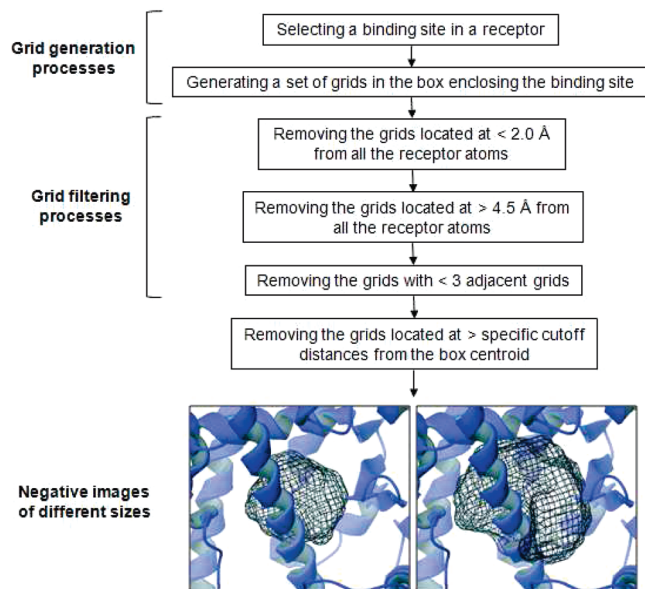 Grid generation
processes
Selecting a binding site in a receptor
Generating a set of grids in the box enclosing the binding site
Grid filtering
processes
Removing the grids located at < 2.0 Å
from all the receptor atoms
Removing the grids located at > 4.5 Å from
all the receptor atoms
Removing the grids with < 3 adjacent grids
Removing the grids located at > specific cutoff
distances from the box centroid
Negative images
of different sizes